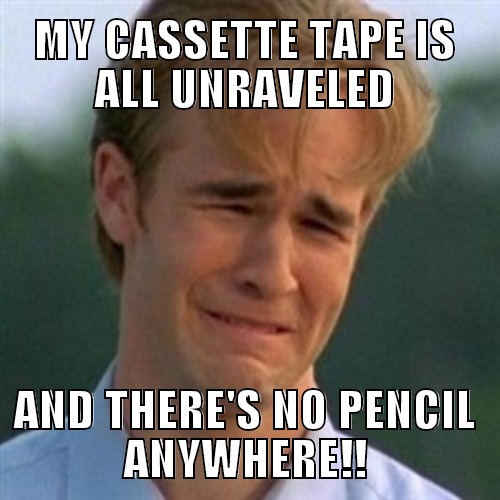 MY CASSETTE TAPE IS
ALL UNRAVELED
AND THERE'S NO PENCIL
ANYWHERE!!